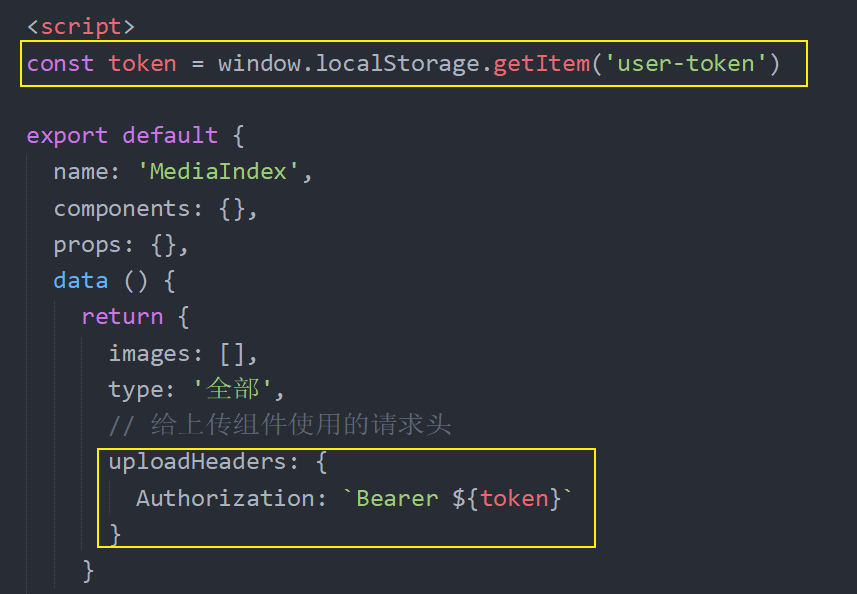 <script>
const token = window.localStorage.getItem('user-token')
export default {
name: 'MediaIndex',
components: {},
props: {},
data () {
return {
images: [],
type: '全部',
// 给上传组件使用的请求头
uploadHeaders: {
Authorization: `Bearer ${token}`
}
}